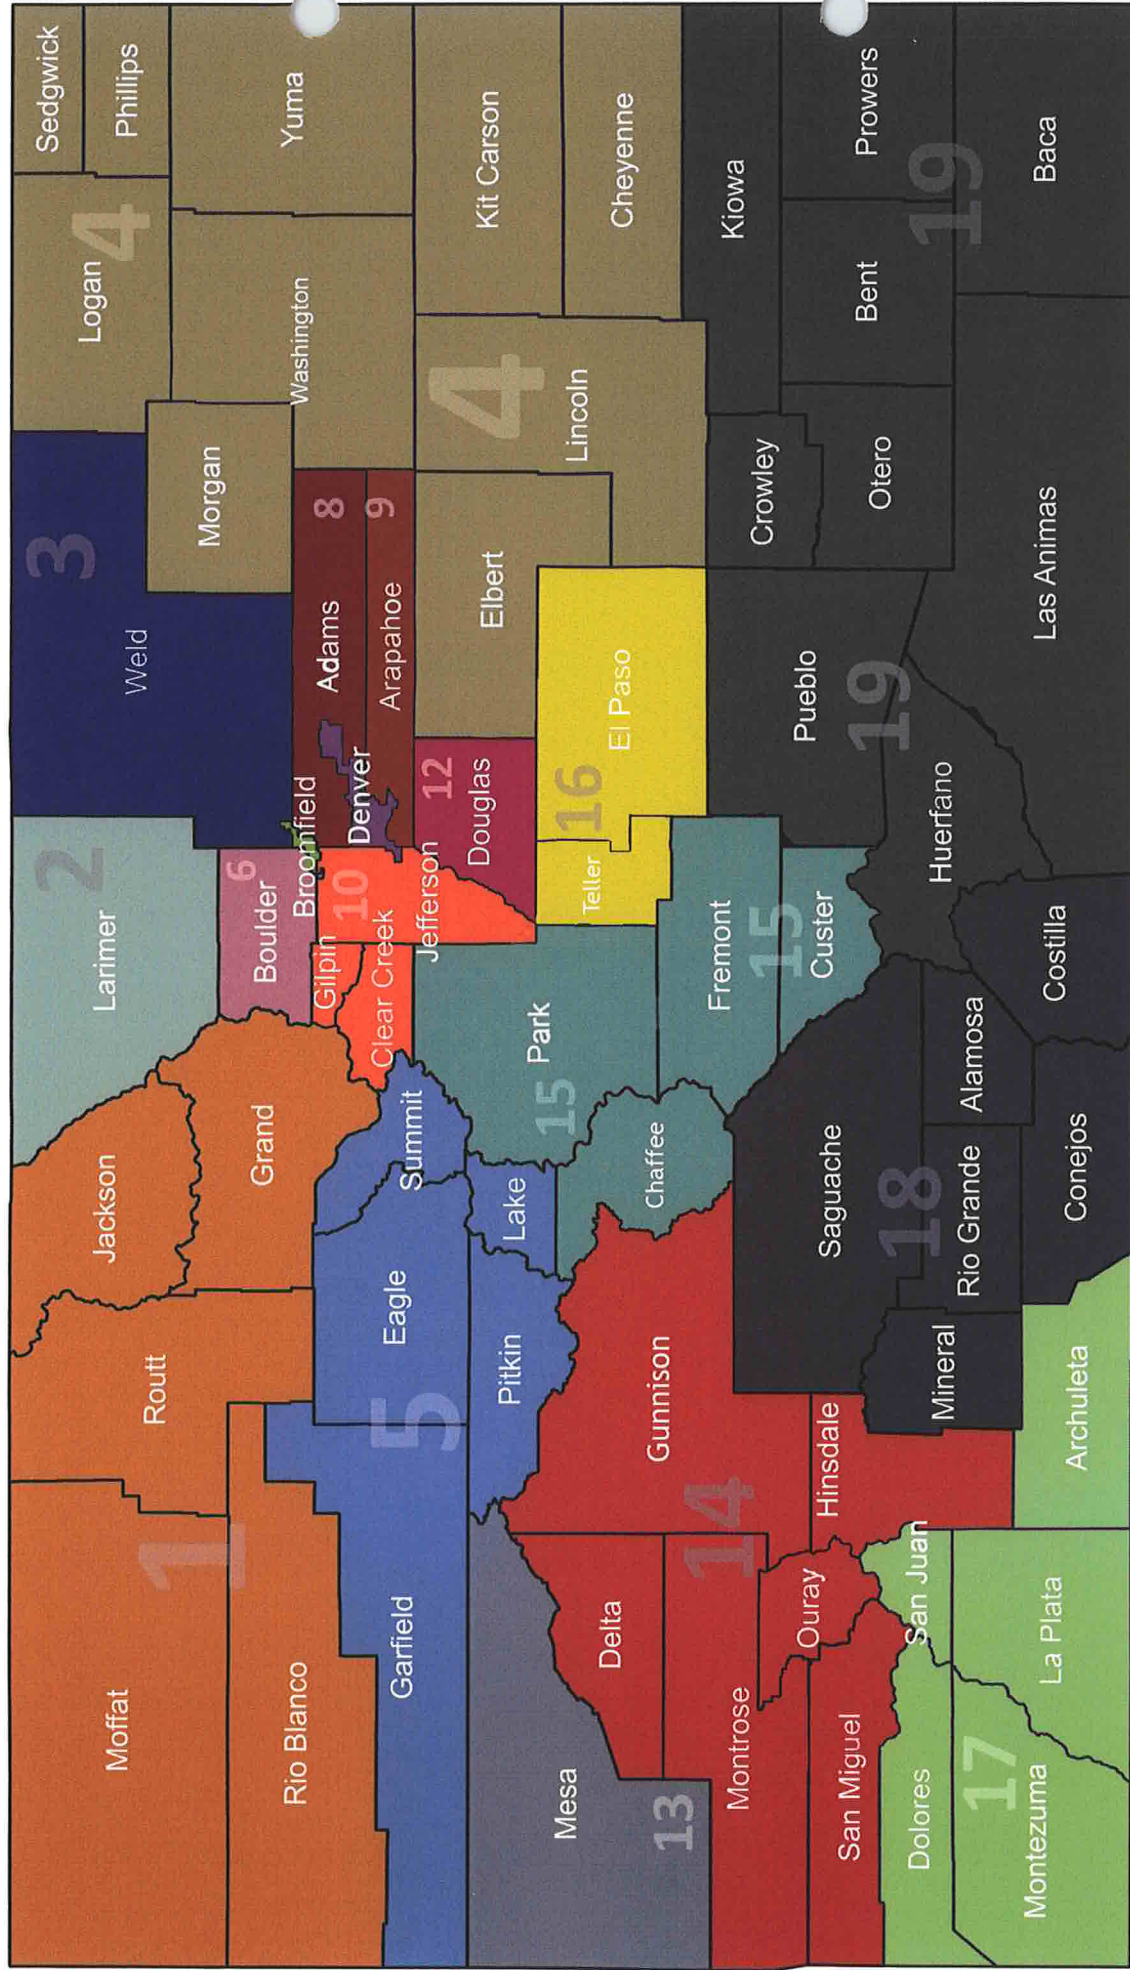 Moffat
1
Rio Blanco
Routt
Jackson
Grand
Larimer
2
Boulder
6
Broomfield
Weld
3
Morgan
Logan
4
Sedgwick
Phillips
Yuma
Washington
Adams
8
Arapahoe
9
Denver
Gilpin
Clear Creek
Jefferson
10
Douglas
12
Elbert
Lincoln
4
Kit Carson
Cheyenne
Garfield
5
Eagle
Summit
Pitkin
Lake
Park
15
Chaffee
Fremont
15
Custer
Teller
16
El Paso
Mesa
13
Delta
Gunnison
14
Montrose
Ouray
Hinsdale
San Miguel
Dolores
San Juan
Montezuma
17
La Plata
Archuleta
Saguache
18
Mineral
Rio Grande
Alamosa
Conejos
Costilla
Pueblo
19
Huerfano
Crowley
Otero
Kiowa
Bent
Prowers
19
Las Animas
Baca